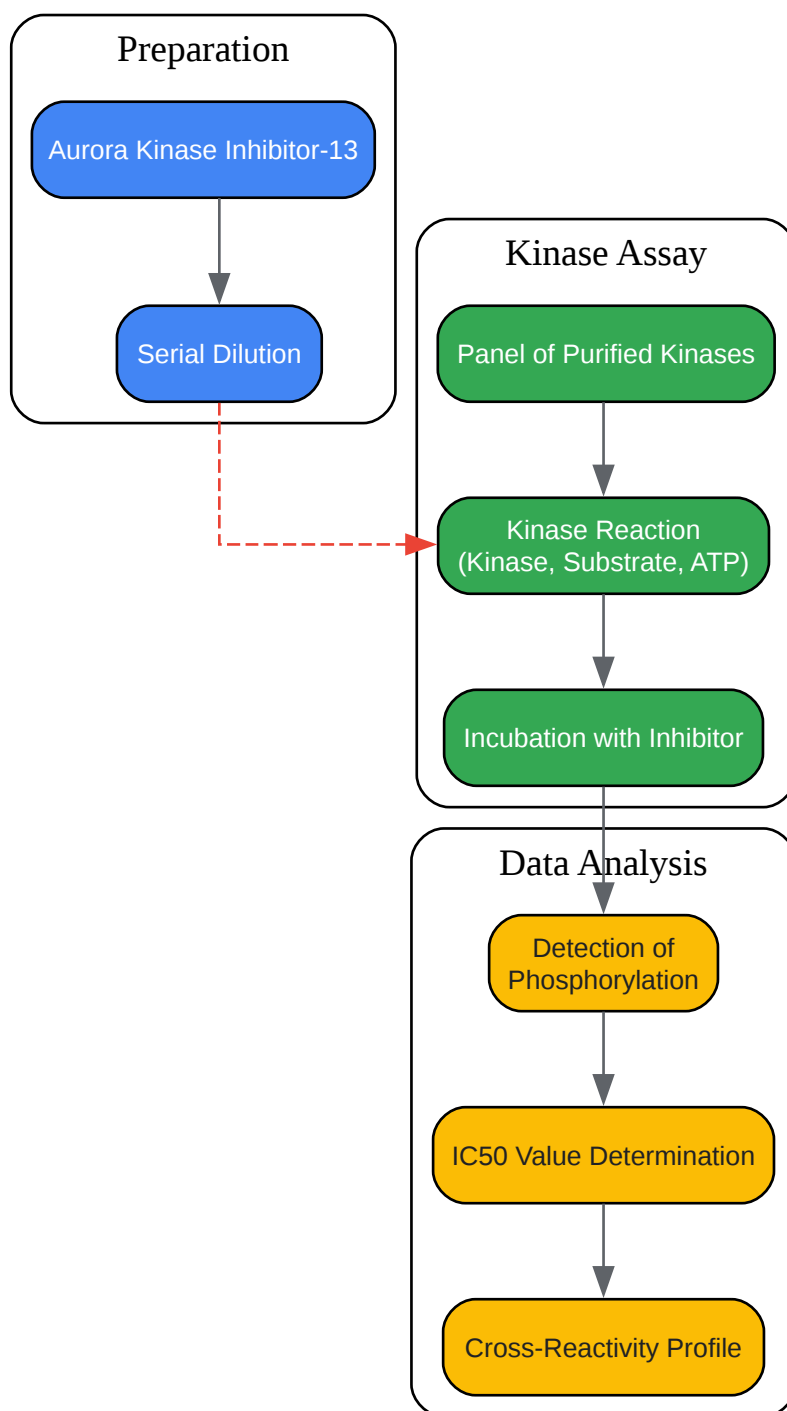 Preparation
Aurora Kinase Inhibitor-13
Serial Dilution
Kinase Assay
Panel of Purified Kinases
Kinase Reaction
(Kinase, Substrate, ATP)
Incubation with Inhibitor
Data Analysis
Detection of
Phosphorylation
IC50 Value Determination
Cross-Reactivity Profile